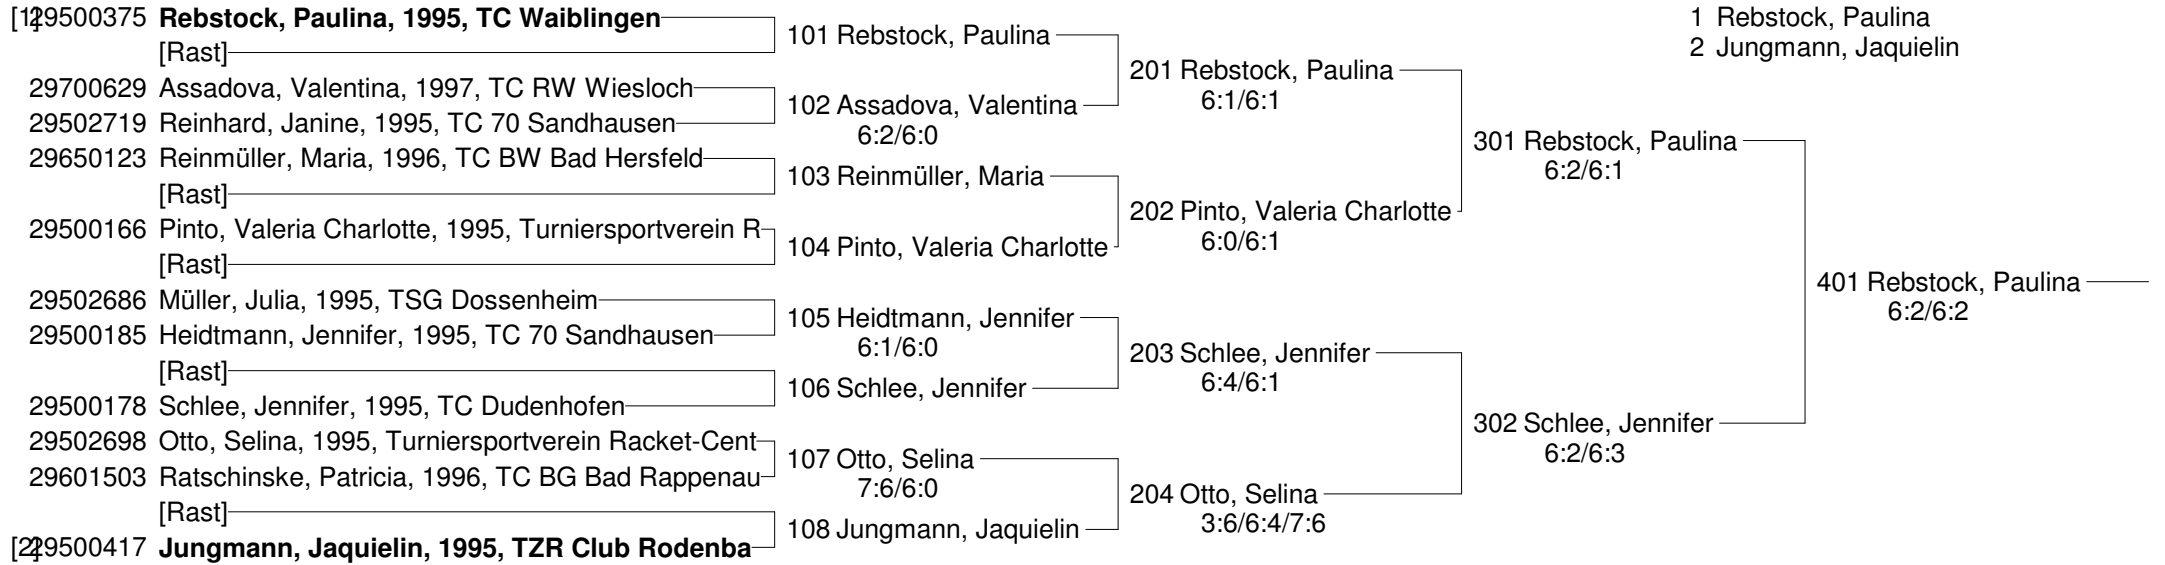 [1]29500375 Rebstock, Paulina, 1995, TC Waiblingen
[Rast]
29700629 Assadova, Valentina, 1997, TC RW Wiesloch
29502719 Reinhard, Janine, 1995, TC 70 Sandhausen
29650123 Reinmüller, Maria, 1996, TC BW Bad Hersfeld
[Rast]
29500166 Pinto, Valeria Charlotte, 1995, Turniersportverein R
[Rast]
29502686 Müller, Julia, 1995, TSG Dossenheim
29500185 Heidtmann, Jennifer, 1995, TC 70 Sandhausen
[Rast]
29500178 Schlee, Jennifer, 1995, TC Dudenhofen
29502698 Otto, Selina, 1995, Turniersportverein Racket-Cent
29601503 Ratschinske, Patricia, 1996, TC BG Bad Rappenau
[Rast]
[2]29500417 Jungmann, Jaquielin, 1995, TZR Club Rodenba
101 Rebstock, Paulina
102 Assadova, Valentina
6:2/6:0
103 Reinmüller, Maria
104 Pinto, Valeria Charlotte
105 Heidtmann, Jennifer
6:1/6:0
106 Schlee, Jennifer
107 Otto, Selina
7:6/6:0
108 Jungmann, Jaquielin
201 Rebstock, Paulina
6:1/6:1
202 Pinto, Valeria Charlotte
6:0/6:1
203 Schlee, Jennifer
6:4/6:1
204 Otto, Selina
3:6/6:4/7:6
301 Rebstock, Paulina
6:2/6:1
302 Schlee, Jennifer
6:2/6:3
401 Rebstock, Paulina
6:2/6:2
1 Rebstock, Paulina
2 Jungmann, Jaquielin